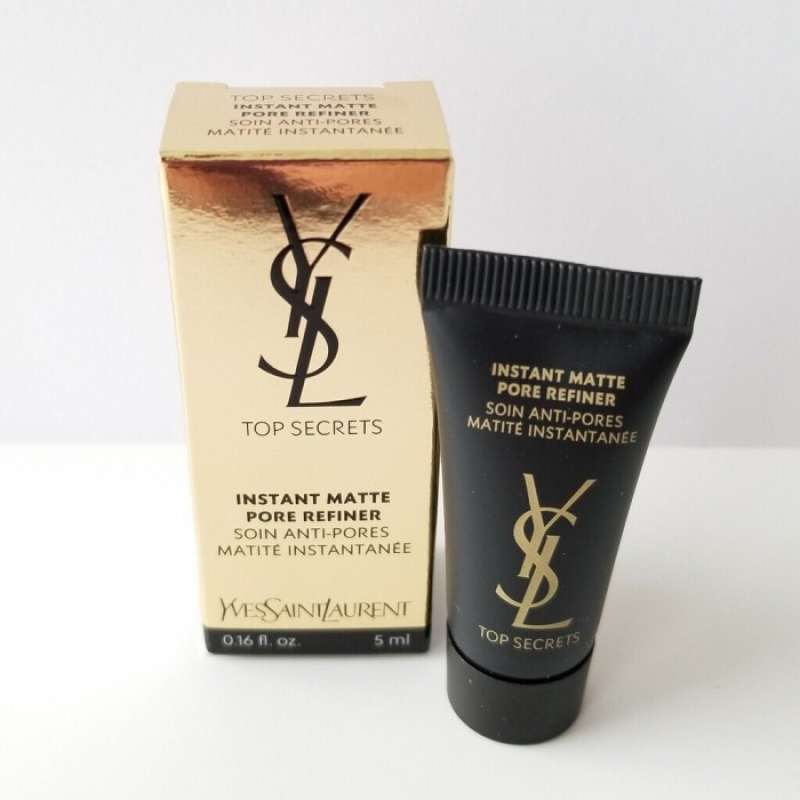 TOP SECRETS
INSTANT MATTE
PORE REFINER
SOIN ANTI-PORES
MATITÉ INSTANTANÉE
YSL
TOP SECRETS
INSTANT MATTE
PORE REFINER
SOIN ANTI-PORES
MATITÉ INSTANTANÉE
YVESSAINTLAURENT
0.16 fl. oz. 5 ml
INSTANT MATTE
PORE REFINER
SOIN ANTI-PORES
MATITÉ INSTANTANÉE
YSL
TOP SECRETS